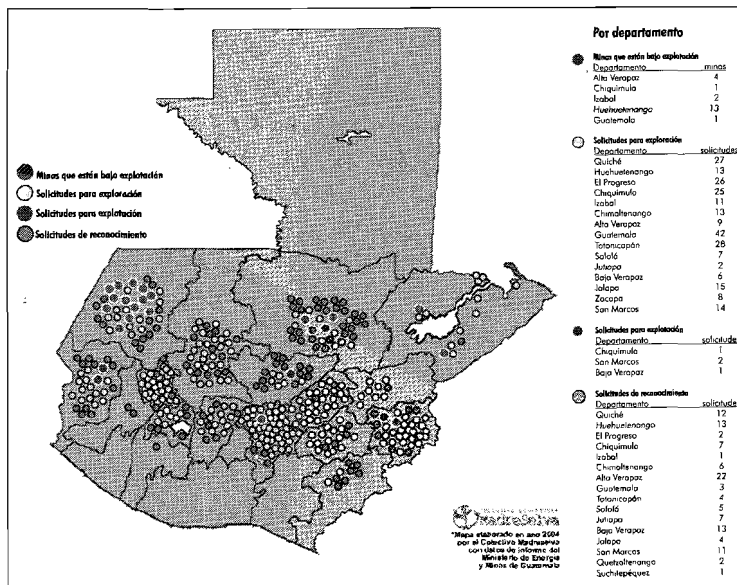 Minas que están bajo explotación
Solicitudes para exploración
Solicitudes para explotación
Solicitudes de reconocimiento
MadreSelva
*Mapa elaborado en ano 2004
por el Colectivo Madreselva
con datos de informe del
Ministerio de Energia
y Minas de Guatemala
Por departamento
Minas que están bajo explotación
Departamento minas
Alta Verapaz 4
Chiquimula 1
Izabal 2
Huehuetenango 13
Guatemala 1
Solicitudes para exploración
Departamento solicitudes
Quiché 27
Huehuetenango 13
El Progreso 26
Chiquimula 25
Izabal 11
Chimaltenango 13
Alta Verapaz 9
Guatemala 42
Totonicapán 28
Sololá 7
Jutiapa 2
Baja Verapaz 6
Jalapa 15
Zacapa 8
San Marcos 14
Solicitudes para explotación
Departamento solicitude
Chiquimula 1
San Marcos 2
Baja Verapaz 1
Solicitudes de reconocimiento
Departamento solicitude
Quiché 12
Huehuetenango 13
El Progreso 2
Chiquimula 7
Izabal 1
Chimaltenango 6
Alta Verapaz 22
Guatemala 3
Totonicapán 4
Sololá 5
Jutiapa 7
Baja Verapaz 13
Jalapa 4
San Marcos 11
Quetzaltenango 2
Suchitepéquez 1